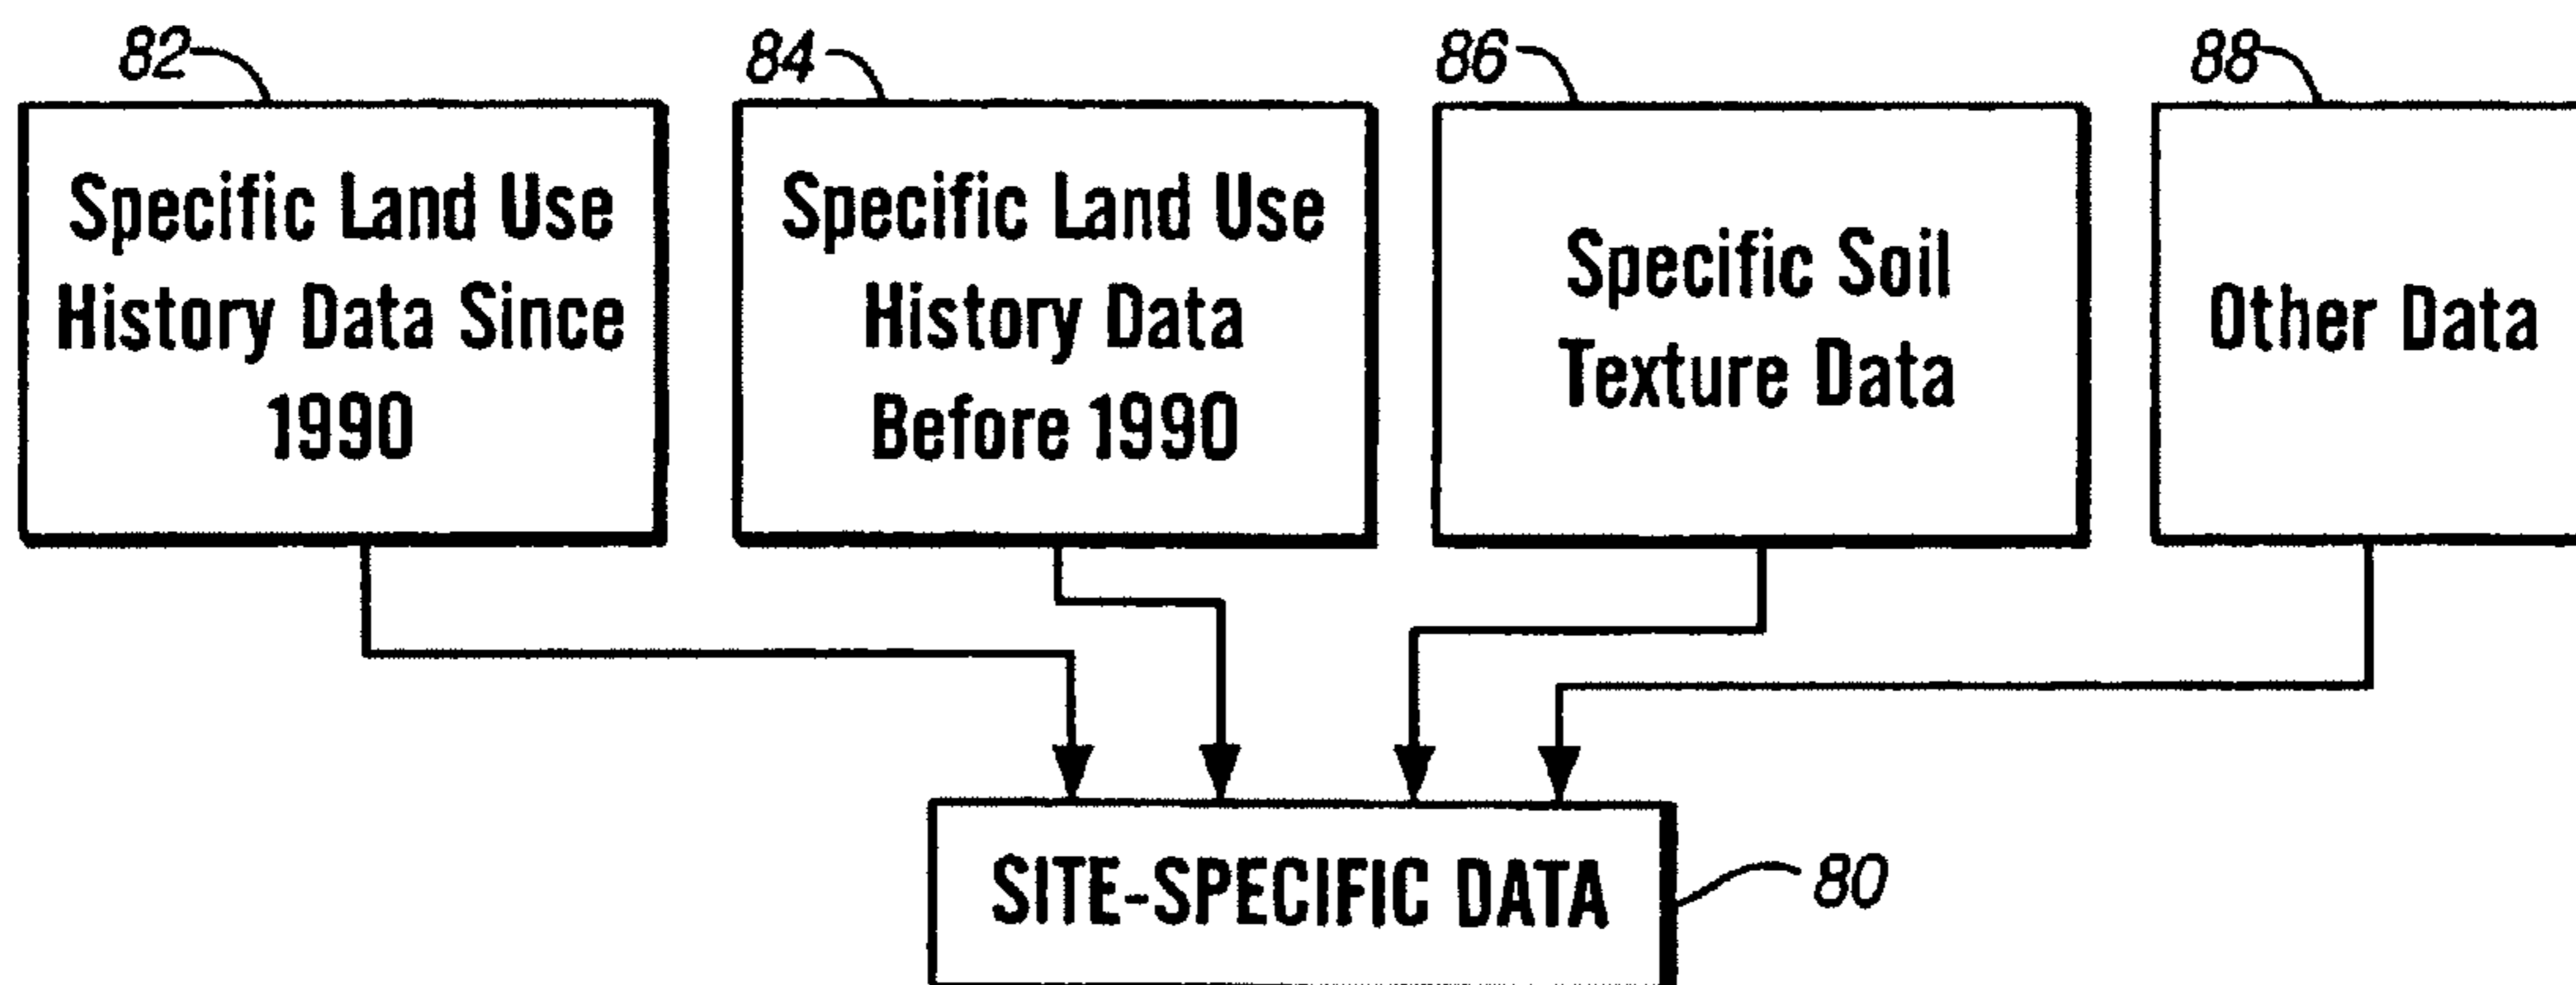 82
84
86
88
Specific Land Use
History Data Since
1990
Specific Land Use
History Data
Before 1990
Specific Soil
Texture Data
Other Data
SITE-SPECIFIC DATA
80